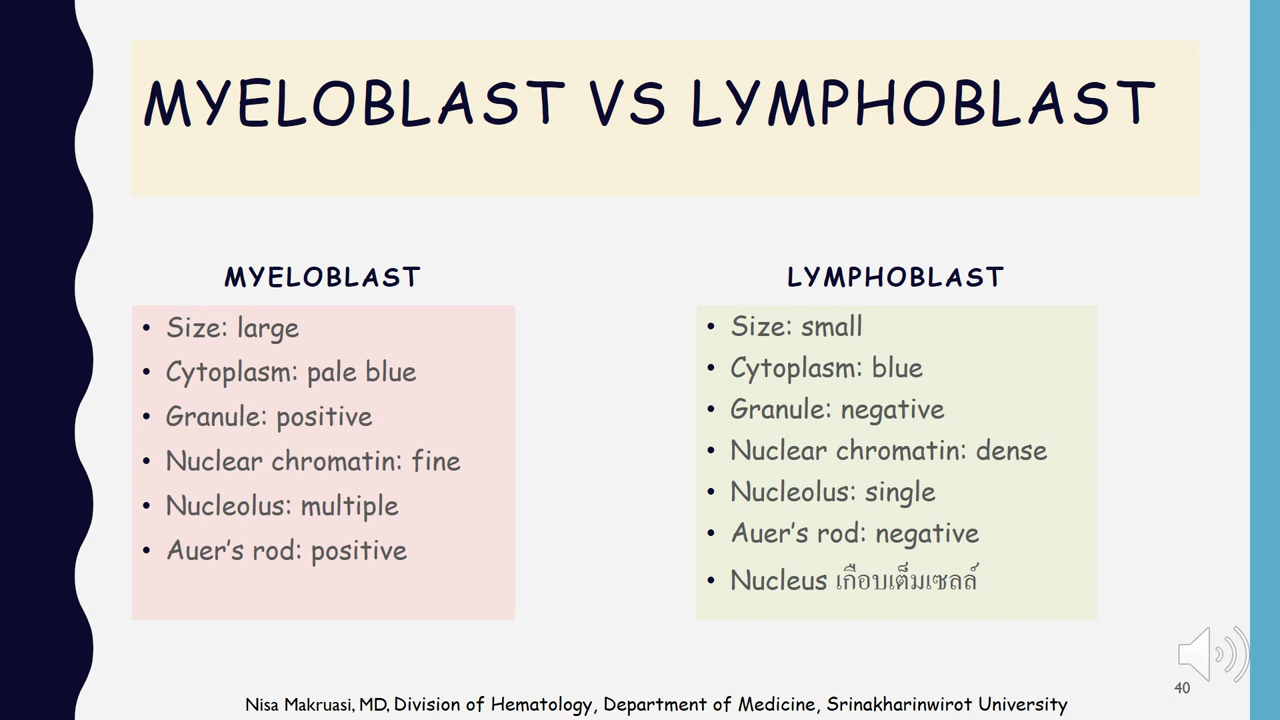 MYELOBLAST VS LYMPHOBLAST
MYELOBLAST
• Size: large
• Cytoplasm: pale blue
• Granule: positive
• Nuclear chromatin: fine
• Nucleolus: multiple
• Auer’s rod: positive
LYMPHOBLAST
• Size: small
• Cytoplasm: blue
• Granule: negative
• Nuclear chromatin: dense
• Nucleolus: single
• Auer’s rod: negative
• Nucleus เกือบเต็มเซลล์
40
Nisa Makruasi, MD, Division of Hematology, Department of Medicine, Srinakharinwirot University